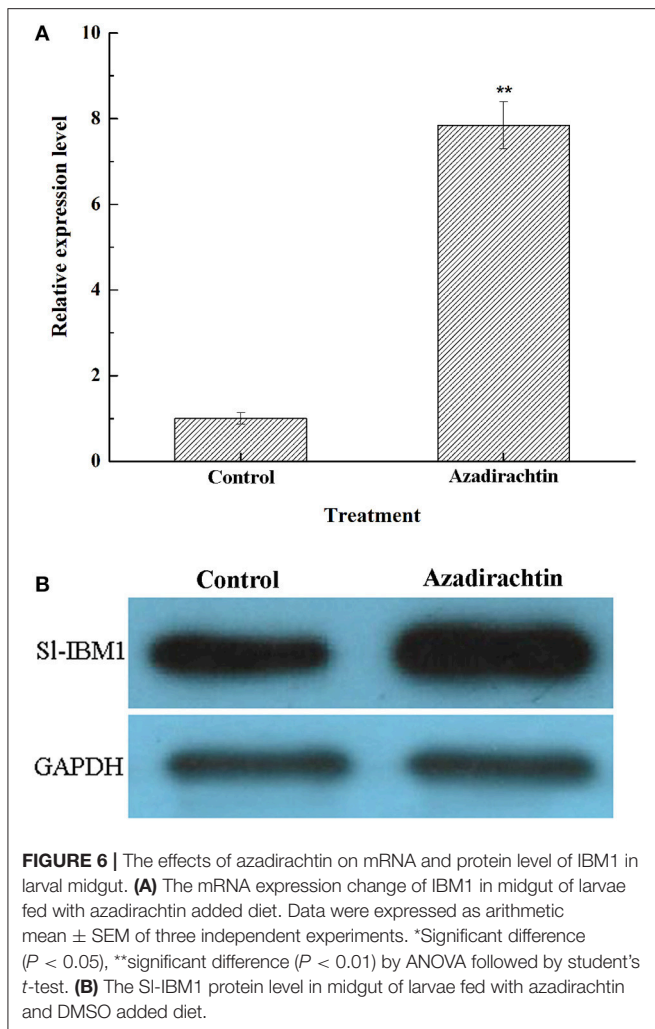 A
10
8
6
4
2
0
Relative expression level
**
Control
Azadirachtin
Treatment
B
Control
Azadirachtin
Sl-IBM1
GAPDH
FIGURE 6 | The effects of azadirachtin on mRNA and protein level of IBM1 in
larval midgut. (A) The mRNA expression change of IBM1 in midgut of larvae
fed with azadirachtin added diet. Data were expressed as arithmetic
mean ± SEM of three independent experiments. *Significant difference
(P < 0.05), **significant difference (P < 0.01) by ANOVA followed by student's
t-test. (B) The Sl-IBM1 protein level in midgut of larvae fed with azadirachtin
and DMSO added diet.